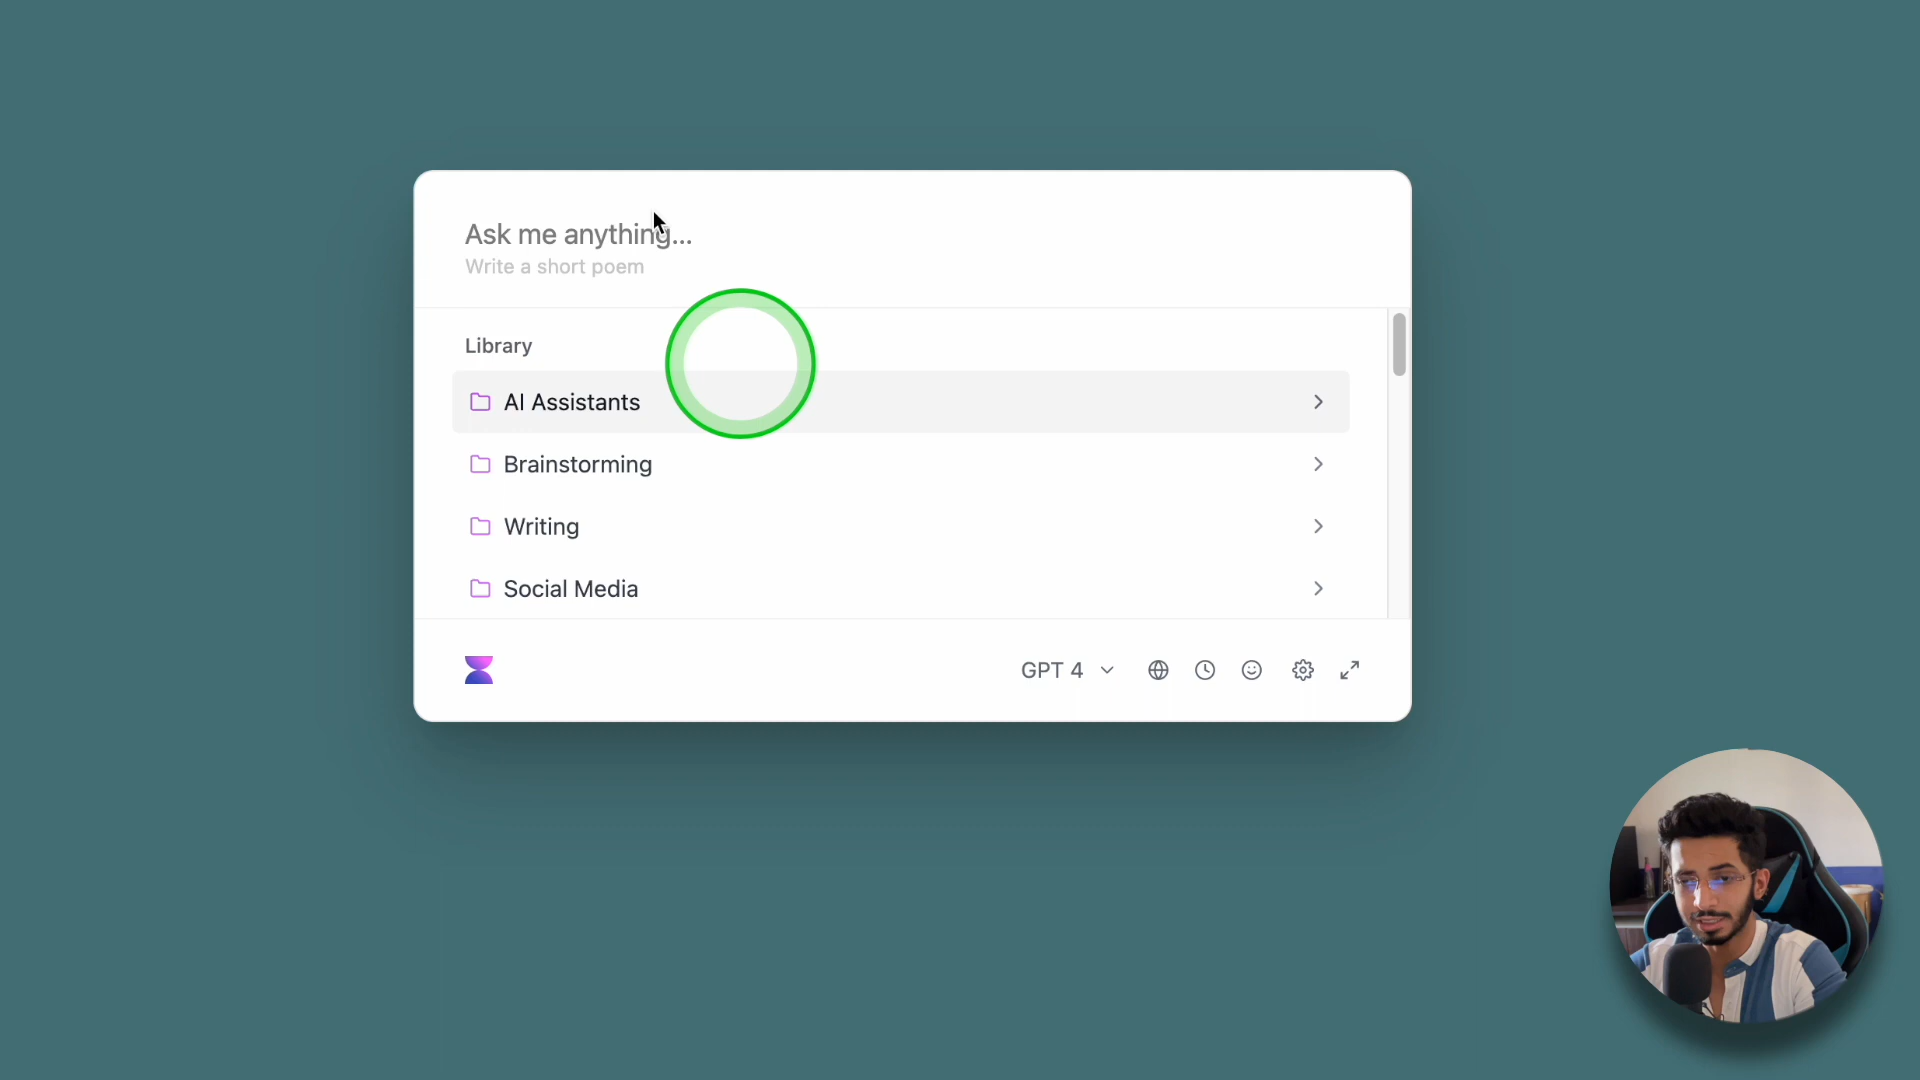 Ask me anything...
Write a short poem
Library
AI Assistants
Brainstorming
Writing
Social Media
GPT 4